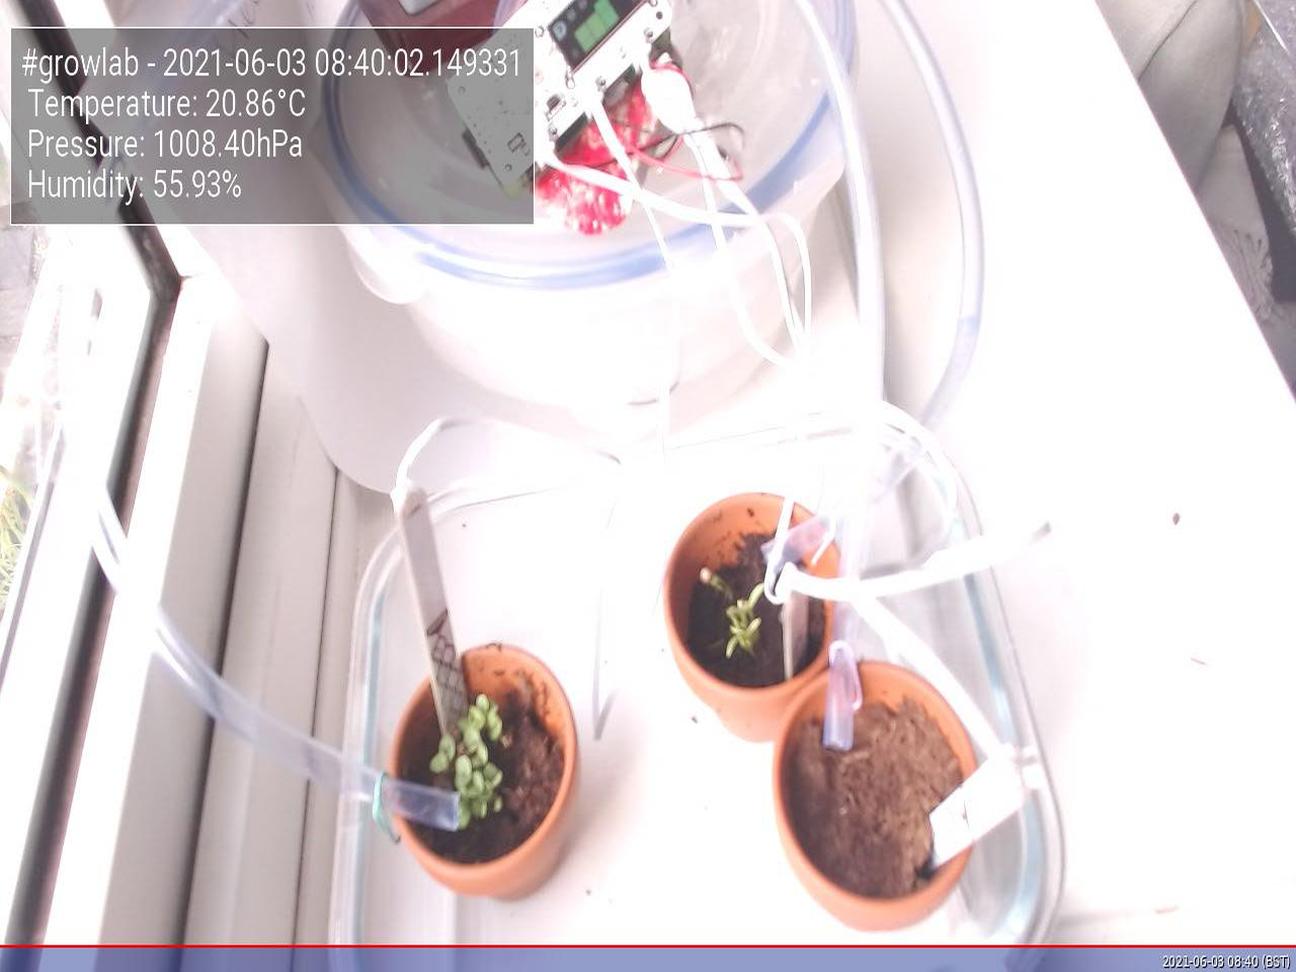 #growlab - 2021-06-03 08:40:02.149331
Temperature: 20.86°C
Pressure: 1008.40hPa
Humidity: 55.93%
2021-06-03 08:40 (BST)